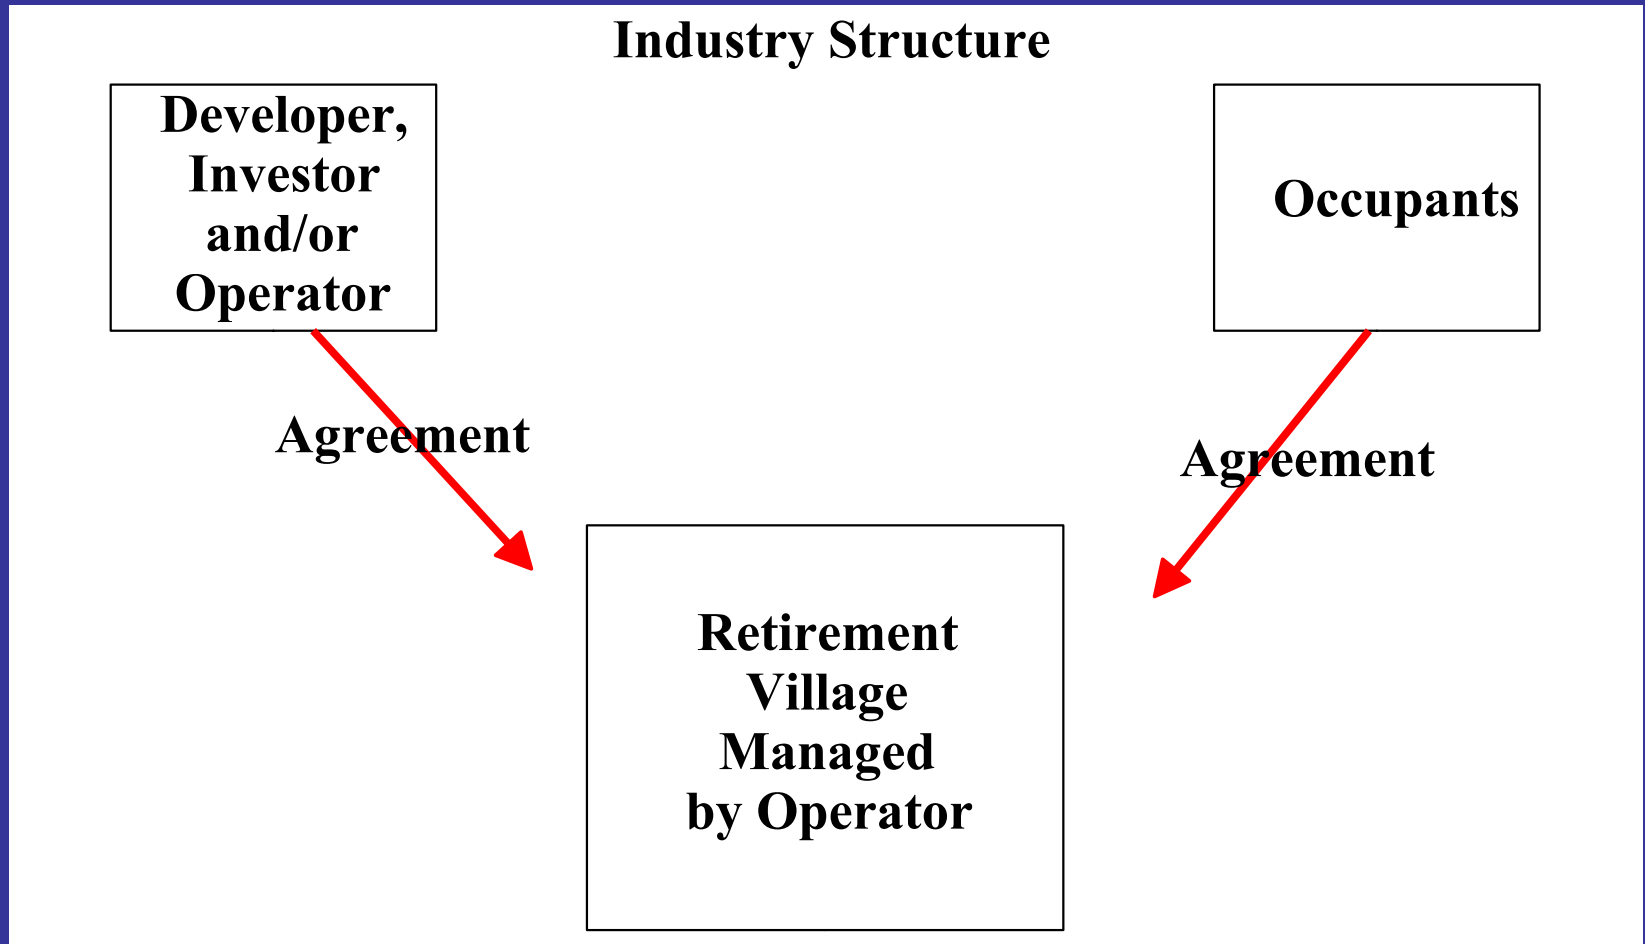 Industry Structure
Developer,
Investor
and/or
Operator
Occupants
Agreement
Agreement
Retirement
Village
Managed
by Operator